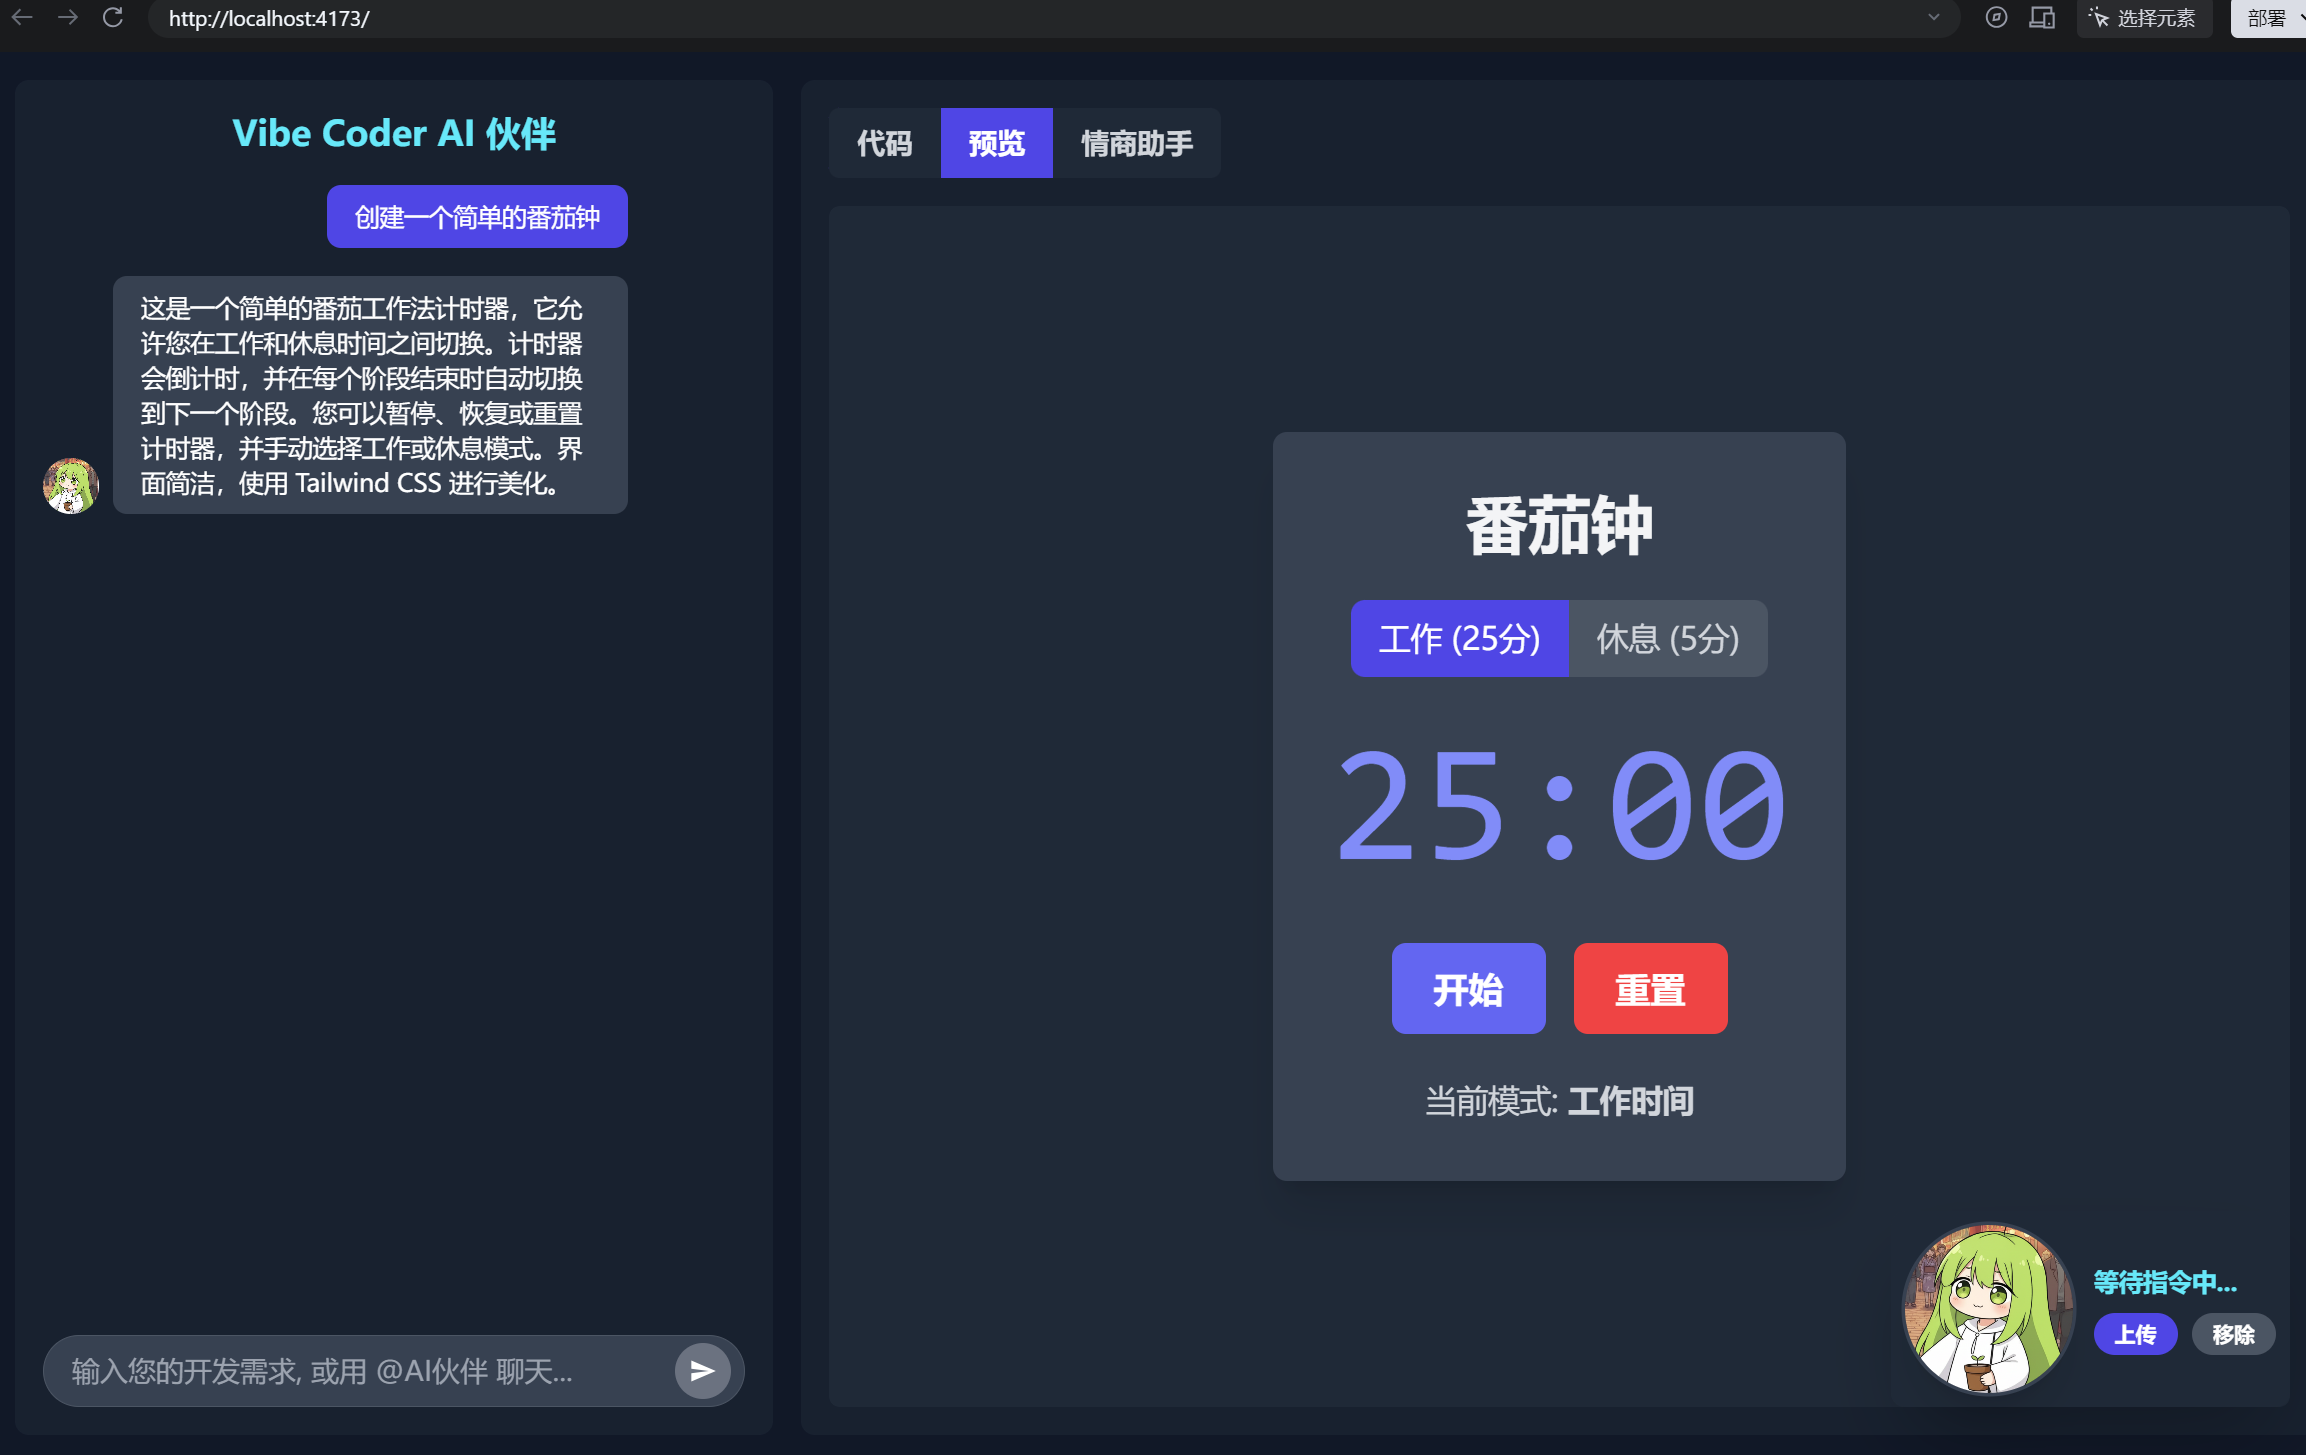 http://localhost:4173/
选择元素
部署
Vibe Coder AI 伙伴
创建一个简单的番茄钟
这是一个简单的番茄工作法计时器，它允
许您在工作和休息时间之间切换。计时器
会倒计时，并在每个阶段结束时自动切换
到下一个阶段。您可以暂停、恢复或重置
计时器，并手动选择工作或休息模式。界
面简洁，使用 Tailwind CSS 进行美化。
输入您的开发需求, 或用 @AI伙伴 聊天...
代码
预览
情商助手
番茄钟
工作 (25分)
休息 (5分)
25:00
开始
重置
当前模式: 工作时间
等待指令中...
上传
移除